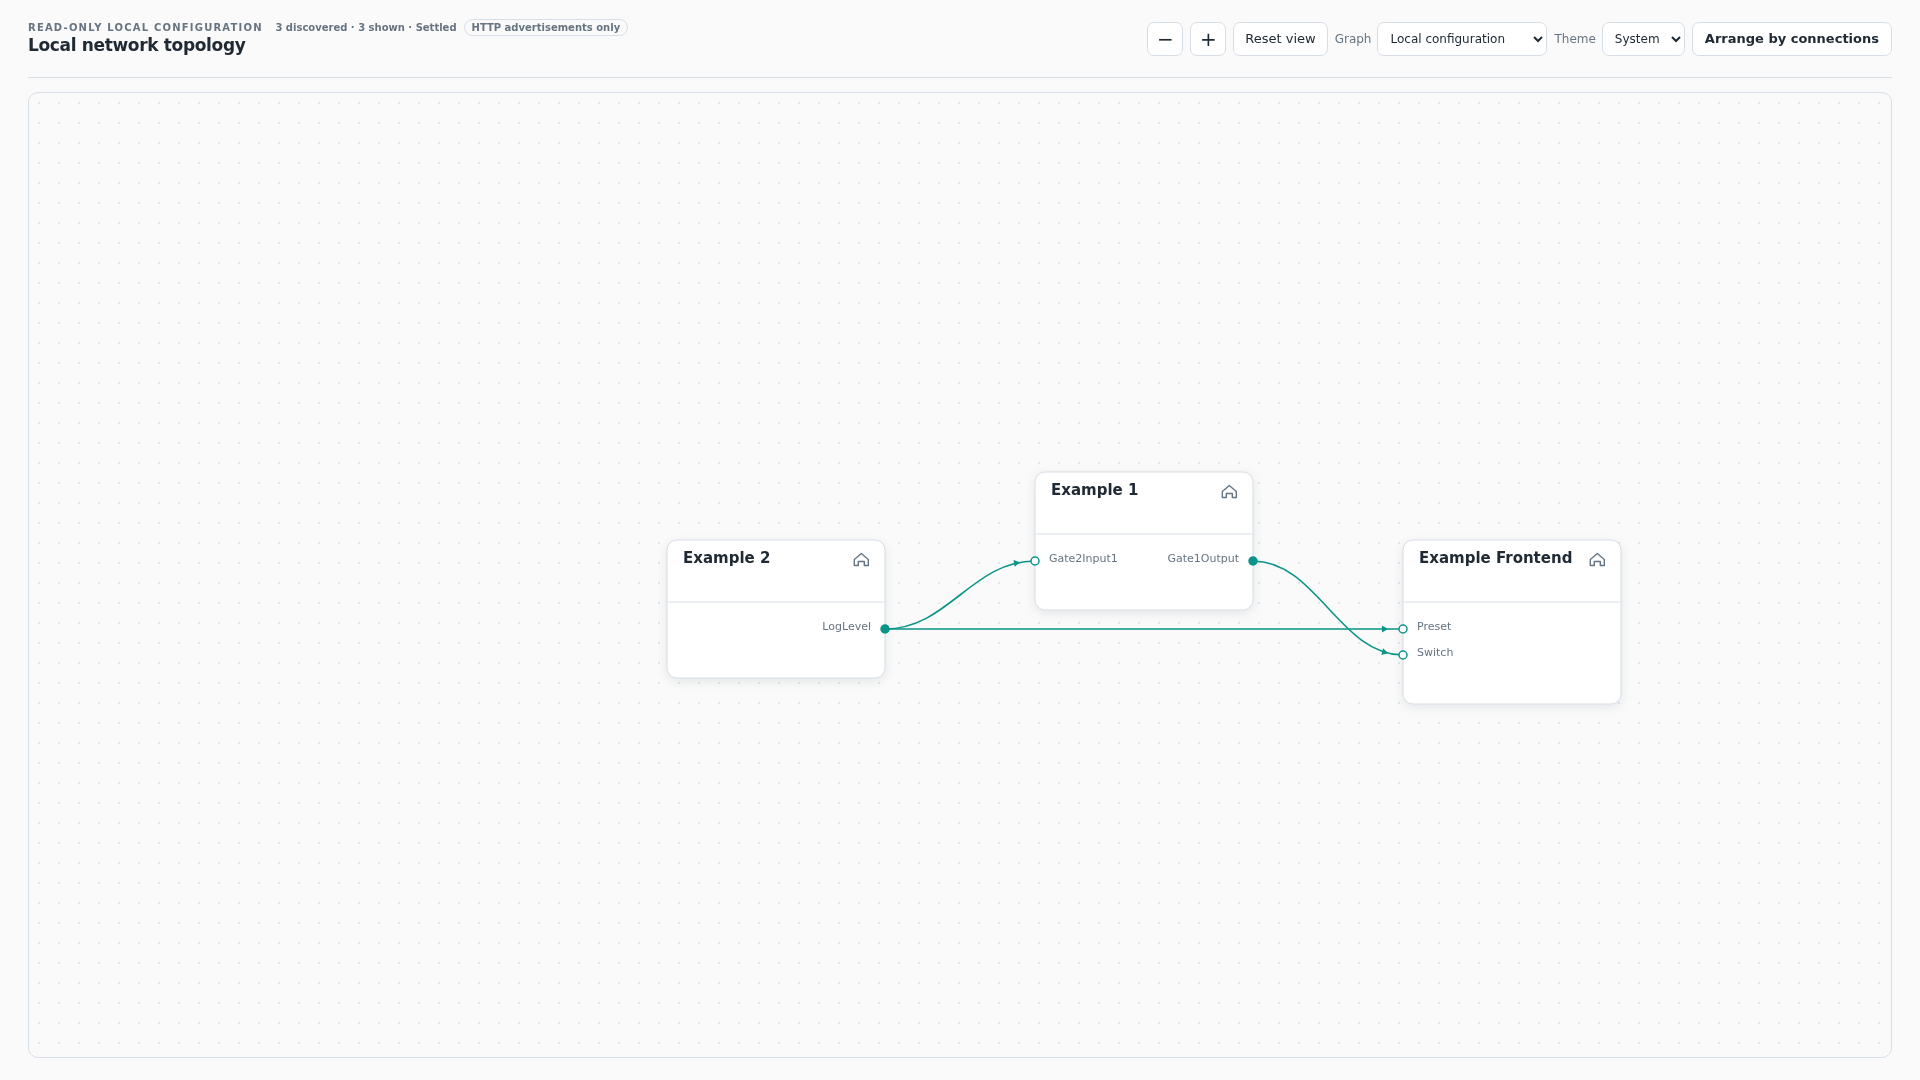 READ-ONLY LOCAL CONFIGURATION 3 discovered · 3 shown · Settled HTTP advertisements only
Local network topology
− + Reset view Graph Local configuration Theme System Arrange by connections
Example 1
Gate2Input1 Gate1Output
Example 2
LogLevel
Example Frontend
Preset
Switch